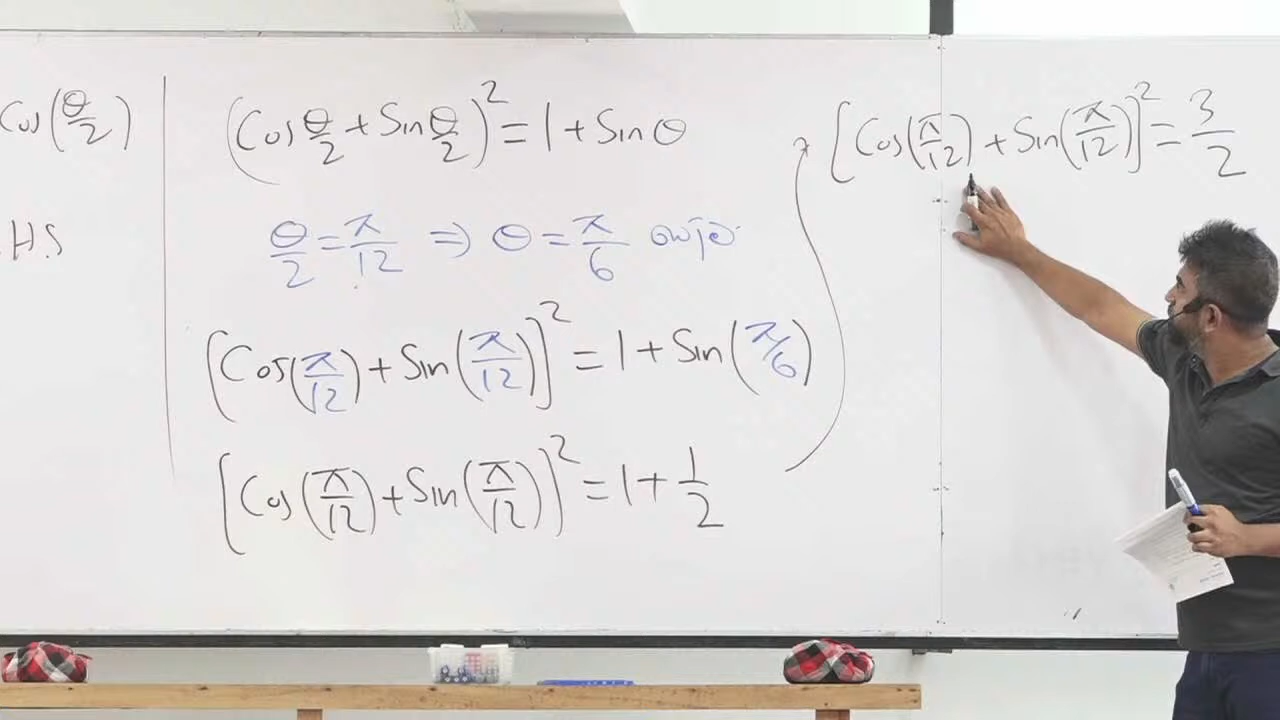 Cos(θ/2)
.H.S
(Cos θ/2 + Sin θ/2)² = 1 + Sin θ
θ/2 = π/12 ⇒ θ = π/6
[Cos(π/12) + Sin(π/12)]² = 1 + Sin(π/6)
[Cos(π/12) + Sin(π/12)]² = 1 + 1/2
[Cos(π/12) + Sin(π/12)]² = 3/2